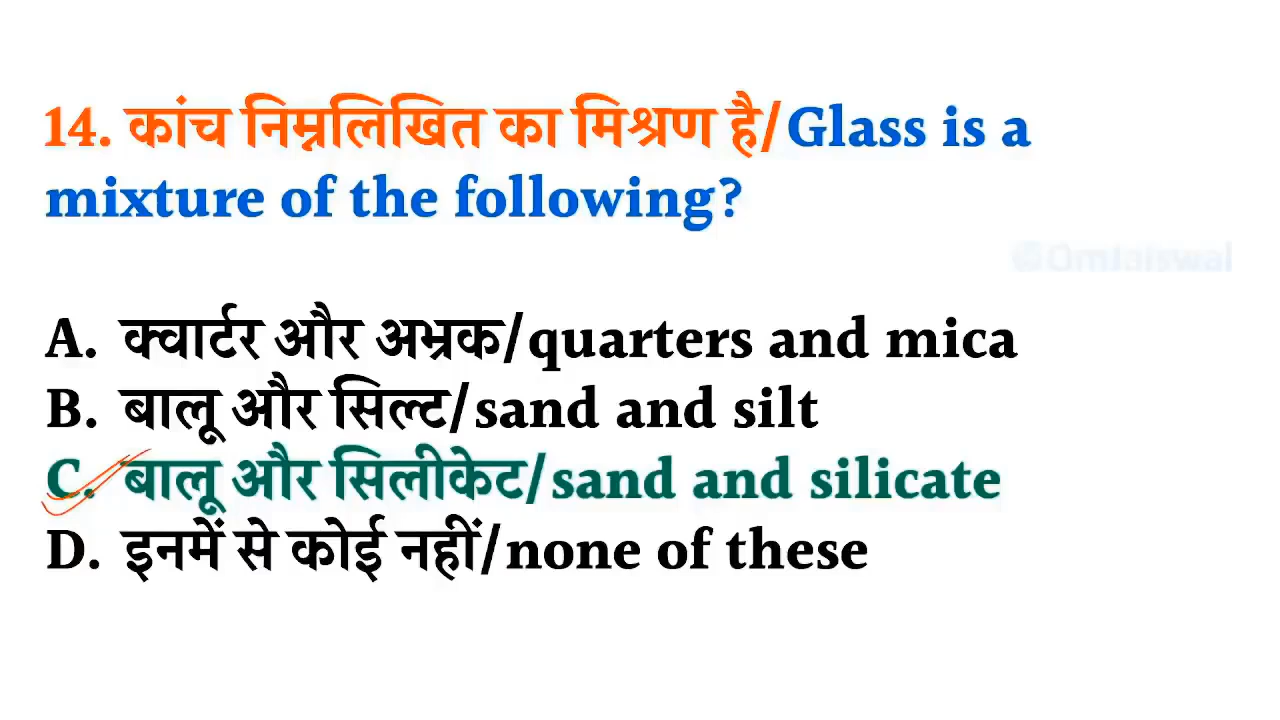 14. कांच निम्नलिखित का मिश्रण है/Glass is a
mixture of the following?
@OmJaiswal
A. क्वार्टर और अभ्रक/quarters and mica
B. बालू और सिल्ट/sand and silt
C. बालू और सिलीकेट/sand and silicate
D. इनमें से कोई नहीं/none of these